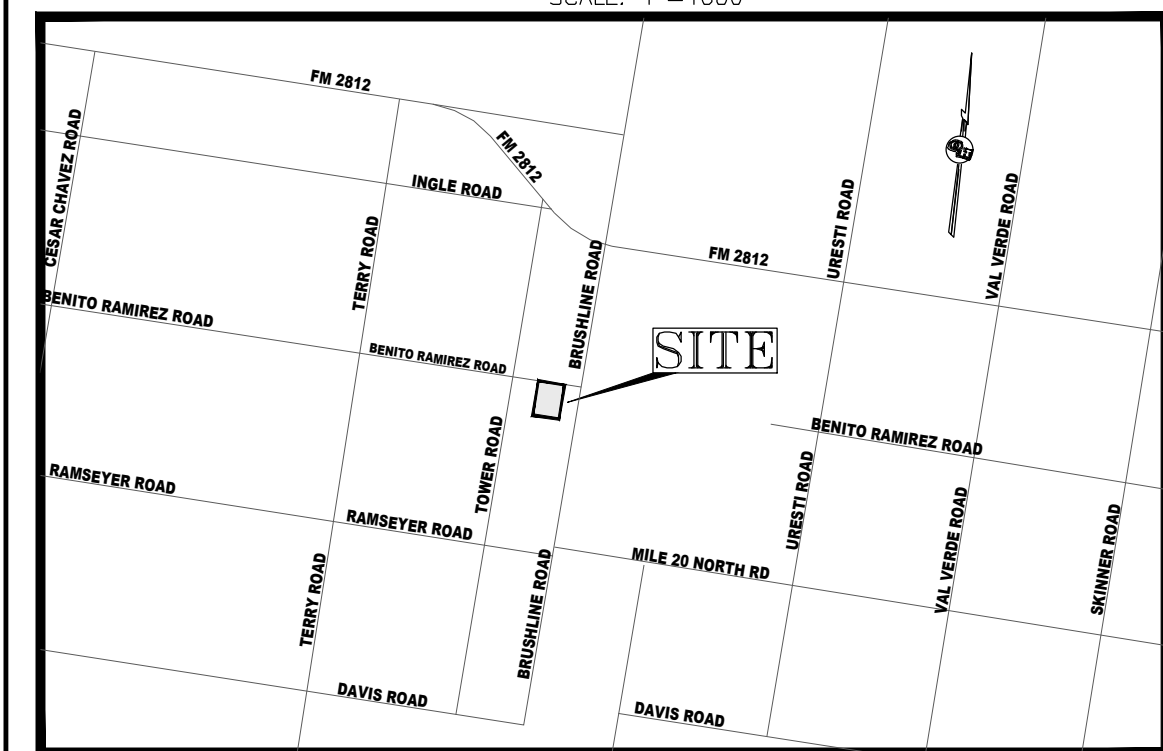 FM 2812
CESAR CHAVEZ ROAD
FM 2812
INGLE ROAD
URESTI ROAD
VAL VERDE ROAD
TERRY ROAD
BRUSHLINE ROAD
FM 2812
BENITO RAMIREZ ROAD
SITE
BENITO RAMIREZ ROAD
BENITO RAMIREZ ROAD
TOWER ROAD
RAMSEYER ROAD
URESTI ROAD
RAMSEYER ROAD
VAL VERDE ROAD
SKINNER ROAD
MILE 20 NORTH RD
TERRY ROAD
BRUSHLINE ROAD
DAVIS ROAD
DAVIS ROAD